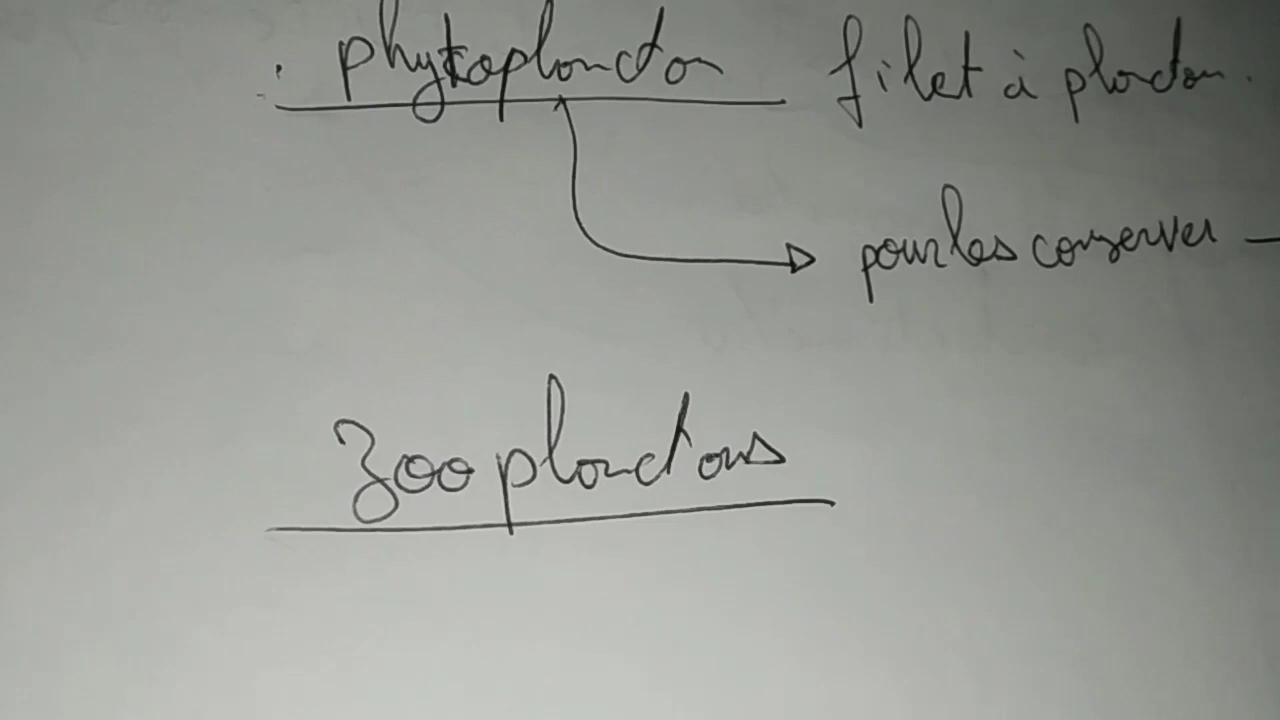 . phytoplancton filet à plancton.
pour les conserver —
zooplanctons